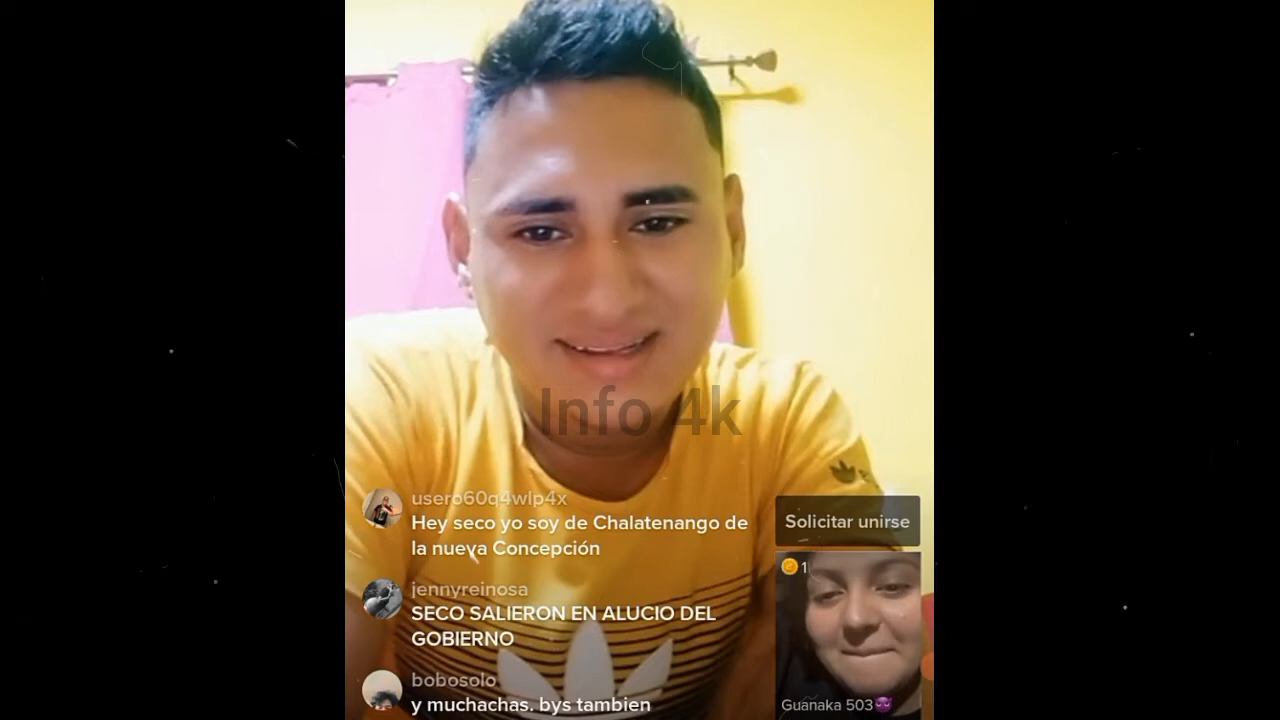 Info 4k
usero60q4wlp4x
Hey seco yo soy de Chalatenango de
la nueva Concepción
Solicitar unirse
1
jennyreinosa
SECO SALIERON EN ALUCIO DEL
GOBIERNO
bobosolo
y muchachas. bys tambien
Guanaka 503😈